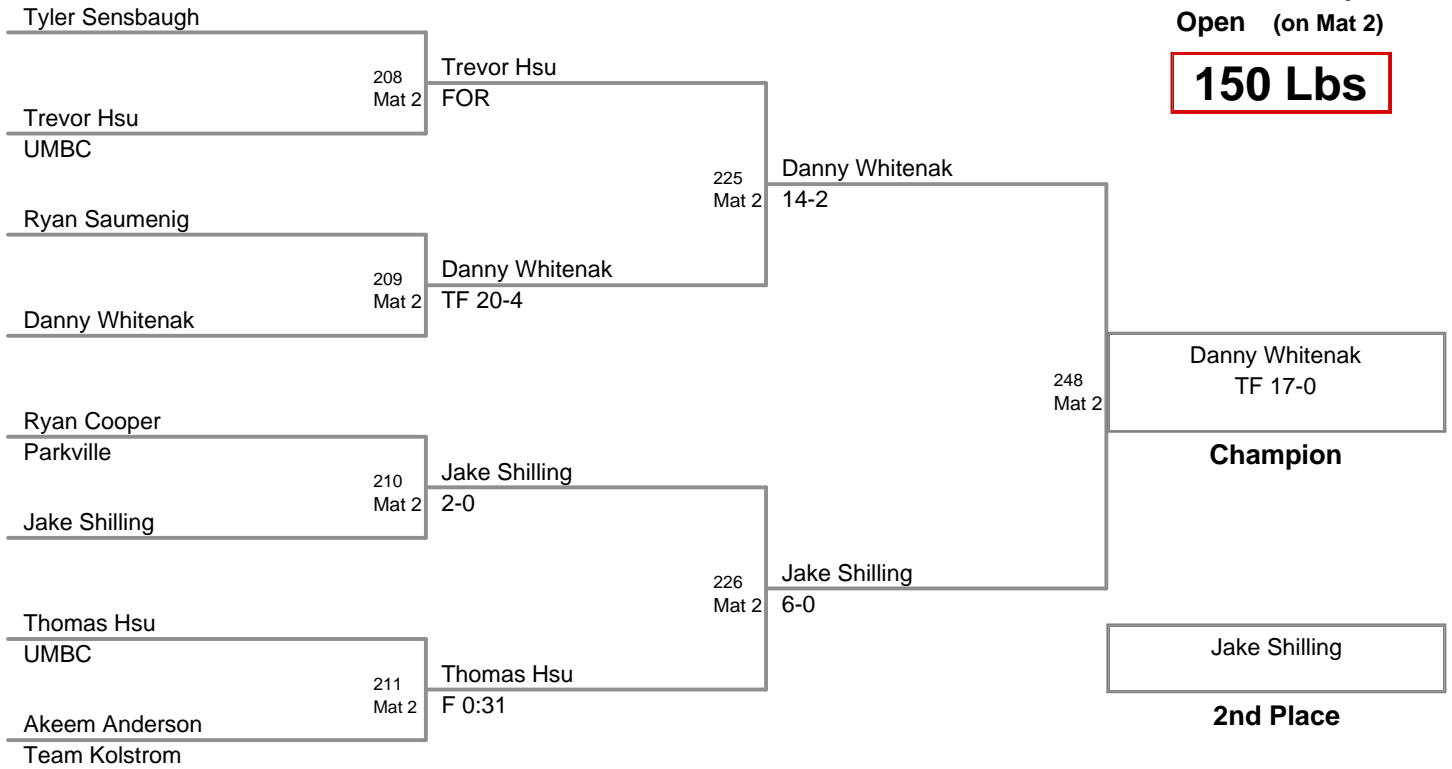 Tyler Sensbaugh
Open (on Mat 2)
150 Lbs
208
Mat 2
Trevor Hsu
FOR
Trevor Hsu
UMBC
225
Mat 2
Danny Whitenak
14-2
Ryan Saumenig
209
Mat 2
Danny Whitenak
TF 20-4
Danny Whitenak
248
Mat 2
Danny Whitenak
TF 17-0
Champion
Ryan Cooper
Parkville
210
Mat 2
Jake Shilling
2-0
Jake Shilling
226
Mat 2
Jake Shilling
6-0
Thomas Hsu
UMBC
211
Mat 2
Thomas Hsu
F 0:31
Akeem Anderson
Team Kolstrom
Jake Shilling
2nd Place